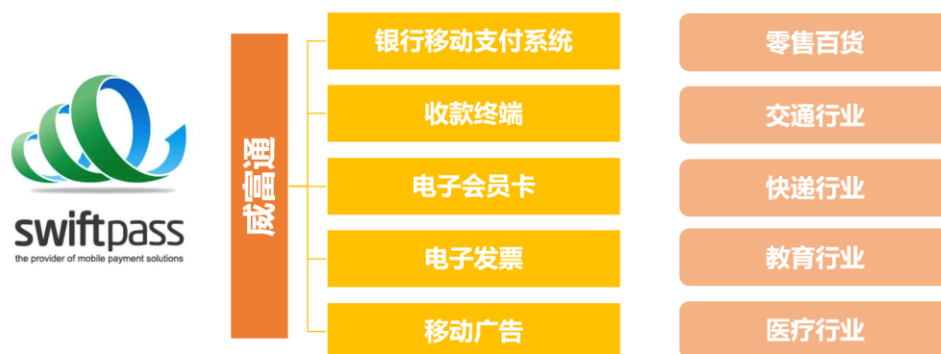 swiftpass
the provider of mobile payment solutions
威富通
银行移动支付系统
收款终端
电子会员卡
电子发票
移动广告
零售百货
交通行业
快递行业
教育行业
医疗行业